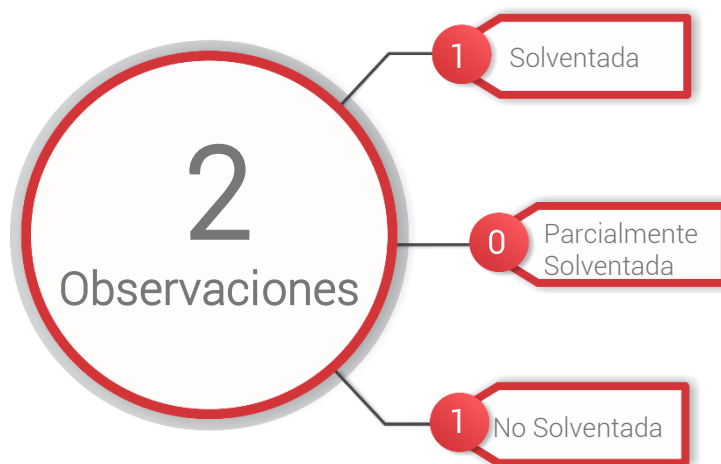 2
Observaciones
1
Solventada
0
Parcialmente
Solventada
1
No Solventada